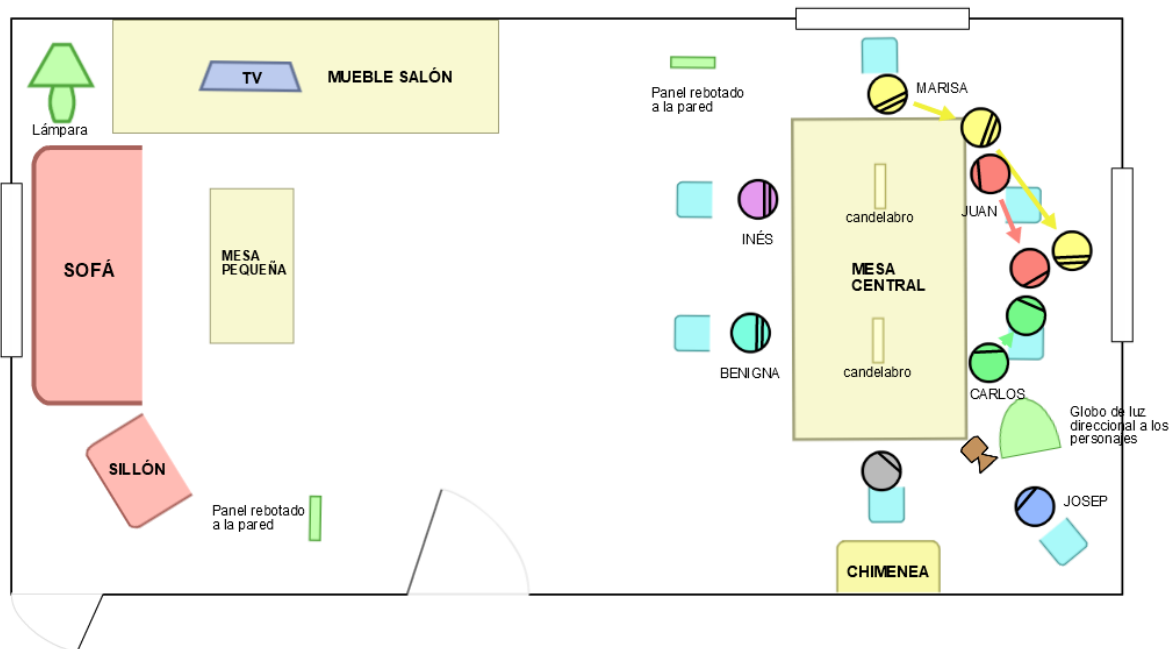 TV
MUEBLE SALÓN
Lámpara
Panel rebotado
a la pared
MARISA
candelabro
JUAN
INÉS
SOFÁ
MESA
PEQUEÑA
MESA
CENTRAL
BENIGNA
candelabro
CARLOS
Globo de luz
direccional a los
personajes
SILLÓN
Panel rebotado
a la pared
JOSEP
CHIMENEA